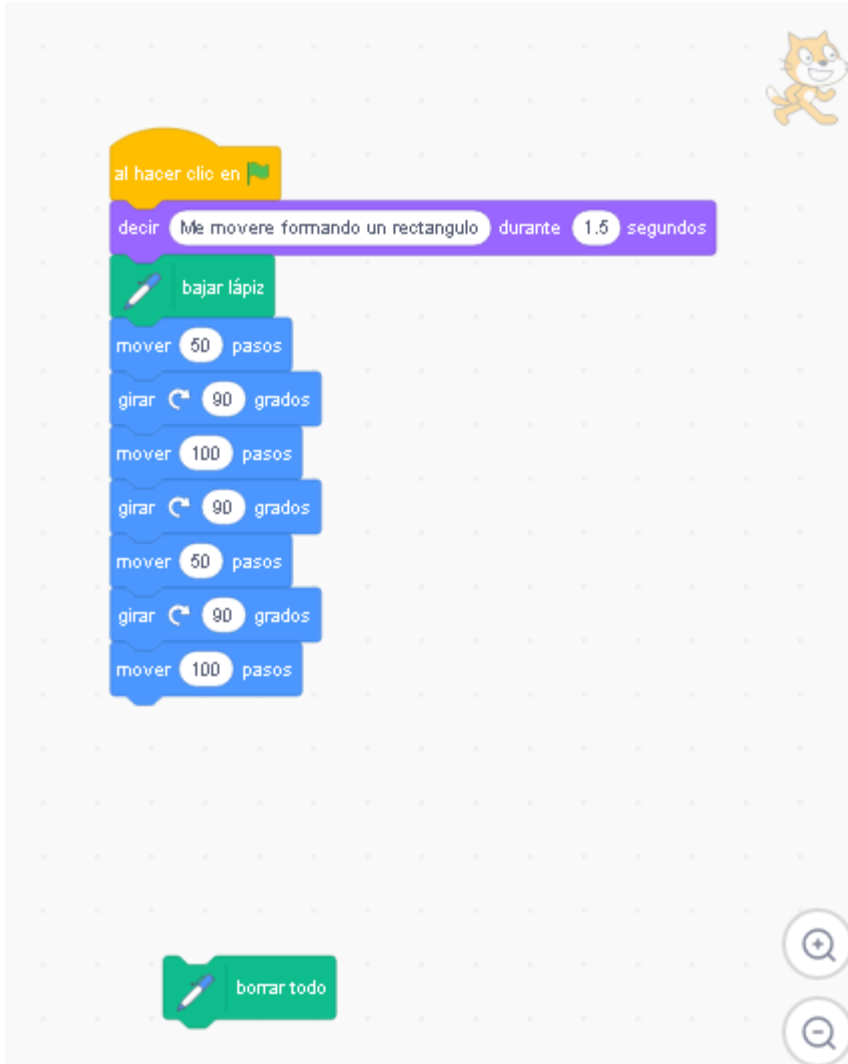 al hacer clic en
decir Me movere formando un rectangulo durante 1.5 segundos
bajar lápiz
mover 50 pasos
girar 90 grados
mover 100 pasos
girar 90 grados
mover 50 pasos
girar 90 grados
mover 100 pasos
borrar todo